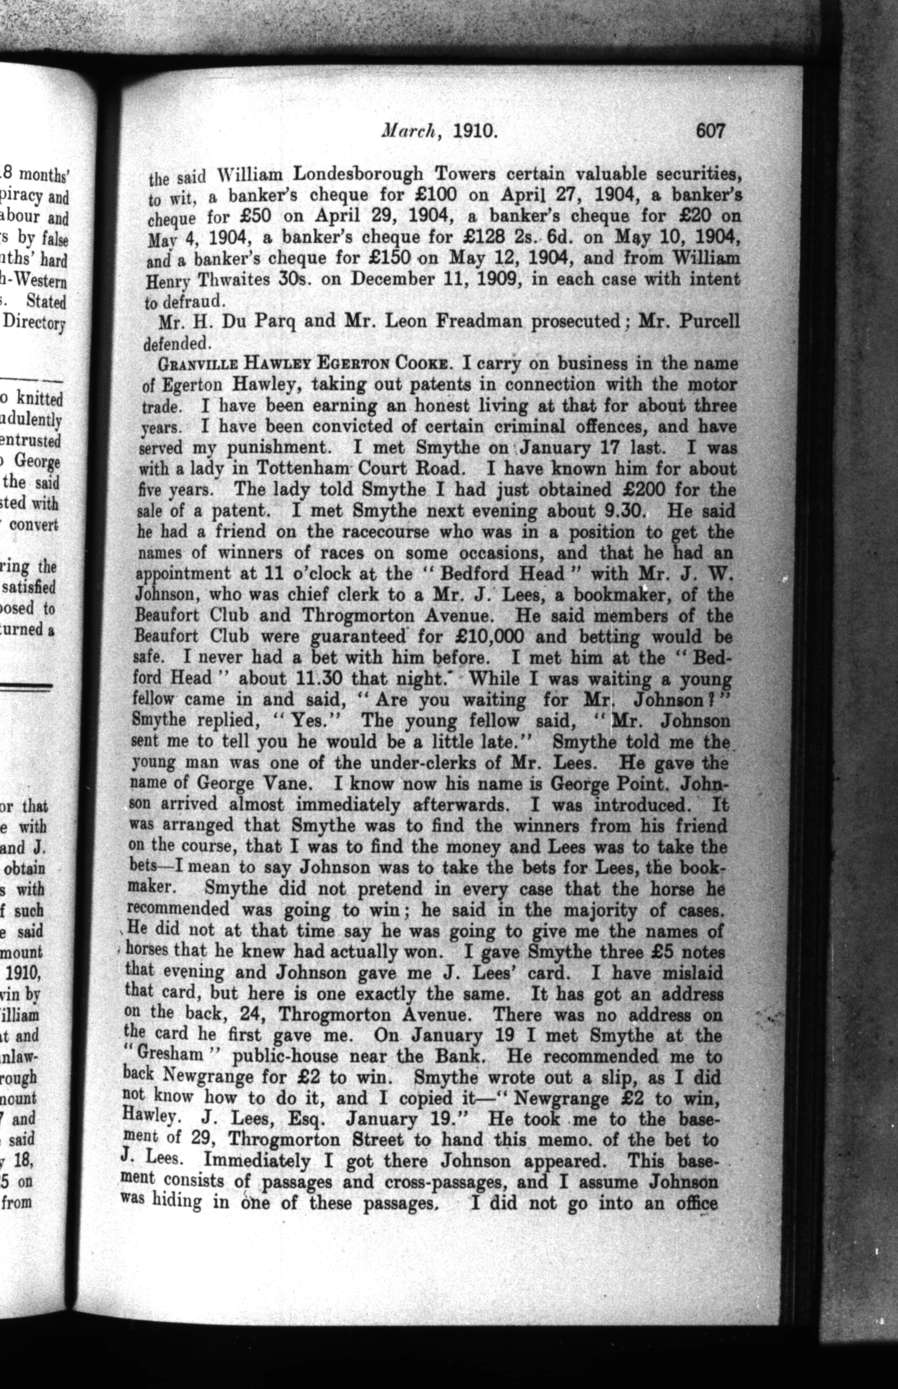 March, 1910. 607
the said William Londesborough Towers certain valuable securities,
to wit, a banker's cheque for £100 on April 27, 1904, a banker's
cheque for £50 on April 29, 1904, a banker's cheque for £20 on
May 4, 1904, a banker's cheque for £128 2s. 6d. on May 10, 1904,
and a banker's cheque for £150 on May 12, 1904, and from William
Henry Thwaites 30s. on December 11, 1909, in each case with intent
to defraud.
Mr. H. Du Parq and Mr. Leon Freadman prosecuted; Mr. Purcell
defended.
GRANVILLE HAWLEY EGERTON COOKE. I carry on business in the name
of Egerton Hawley, taking out patents in connection with the motor
trade. I have been earning an honest living at that for about three
years. I have been convicted of certain criminal offences, and have
served my punishment. I met Smythe on January 17 last. I was
with a lady in Tottenham Court Road. I have known him for about
five years. The lady told Smythe I had just obtained £200 for the
sale of a patent. I met Smythe next evening about 9.30. He said
he had a friend on the racecourse who was in a position to get the
names of winners of races on some occasions, and that he had an
appointment at 11 o'clock at the "Bedford Head" with Mr. J. W.
Johnson, who was chief clerk to a Mr. J. Lees, a bookmaker, of the
Beaufort Club and Throgmorton Avenue. He said members of the
Beaufort Club were guaranteed for £10,000 and betting would be
safe. I never had a bet with him before. I met him at the "Bed-
ford Head" about 11.30 that night. While I was waiting a young
fellow came in and said, "Are you waiting for Mr. Johnson?"
Smythe replied, "Yes." The young fellow said, "Mr. Johnson
sent me to tell you he would be a little late." Smythe told me the
young man was one of the under-clerks of Mr. Lees. He gave the
name of George Vane. I know now his name is George Point. John-
son arrived almost immediately afterwards. I was introduced. It
was arranged that Smythe was to find the winners from his friend
on the course, that I was to find the money and Lees was to take the
bets—I mean to say Johnson was to take the bets for Lees, the book-
maker. Smythe did not pretend in every case that the horse he
recommended was going to win; he said in the majority of cases.
He did not at that time say he was going to give me the names of
horses that he knew had actually won. I gave Smythe three £5 notes
that evening and Johnson gave me J. Lees' card. I have mislaid
that card, but here is one exactly the same. It has got an address
on the back, 24, Throgmorton Avenue. There was no address on
the card he first gave me. On January 19 I met Smythe at the
"Gresham" public-house near the Bank. He recommended me to
back Newgrange for £2 to win. Smythe wrote out a slip, as I did
not know how to do it, and I copied it—"Newgrange £2 to win,
Hawley. J. Lees, Esq. January 19." He took me to the base-
ment of 29, Throgmorton Street to hand this memo. of the bet to
J. Lees. Immediately I got there Johnson appeared. This base-
ment consists of passages and cross-passages, and I assume Johnson
was hiding in one of these passages. I did not go into an office